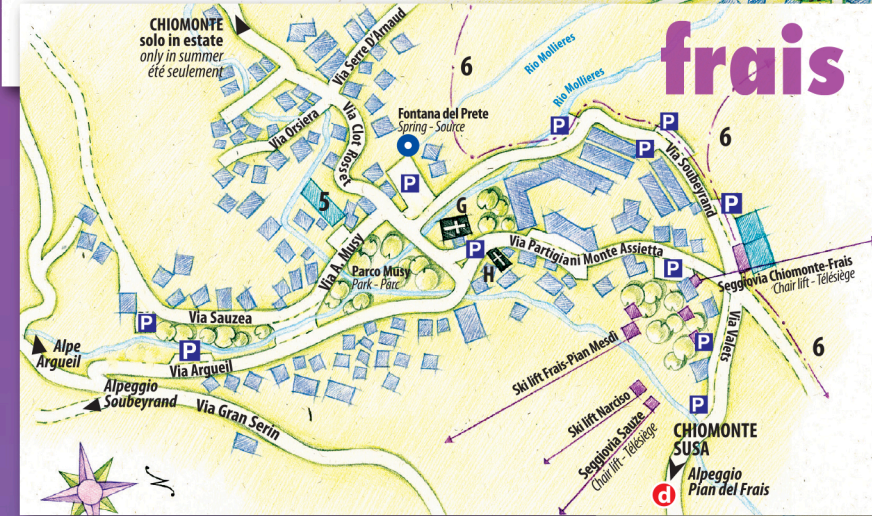 frais
CHIOMONTE
solo in estate
only in summer
été seulement
Via Serre D'Arnaud
6
Rio Mollieres
Rio Mollieres
6
Via Orsiera
Via Clot Rosset
Fontana del Prete
Spring - Source
P
P
P
P
Via Soubeyrand
P
P
5
G
H
P
Via A. Musy
Parco Musy
Park - Parc
Via Partigiani Monte Assietta
P
Seggiovia Chiomonte-Frais
Chair lift - Télésiège
Via Sauzea
P
P
Via Argueil
Alpe
Argueil
Alpeggio
Soubeyrand
Via Gran Serin
Ski lift Frais-Pian Mesdì
Ski lift Narciso
Seggiovia Sauze
Chair lift - Télésiège
P
Via Valets
6
P
CHIOMONTE
SUSA
Alpeggio
Pian del Frais
d
N